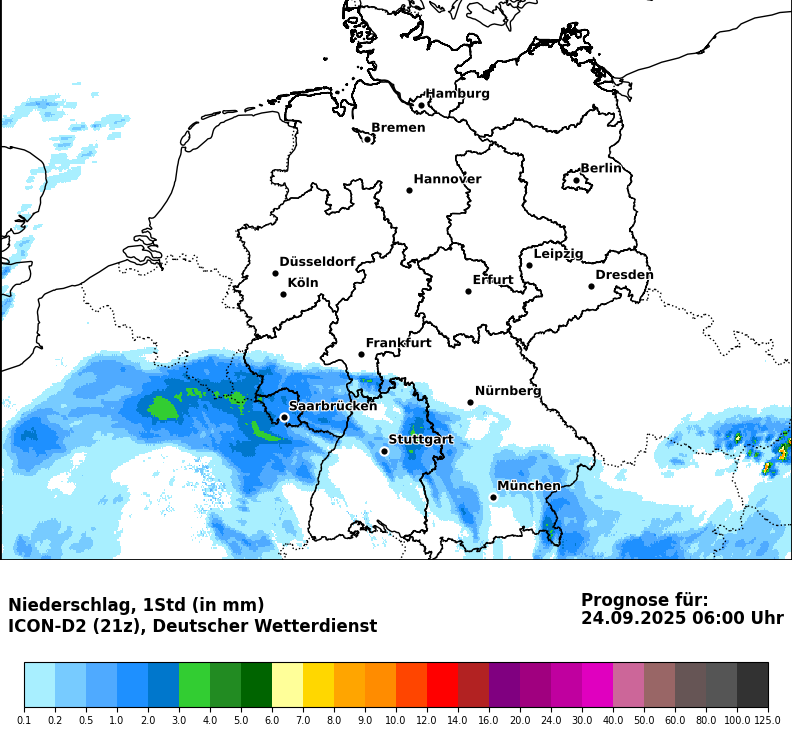 Hamburg
Bremen
Berlin
Hannover
Leipzig
Düsseldorf
Dresden
Köln
Erfurt
Frankfurt
Nürnberg
Saarbrücken
Stuttgart
München
Niederschlag, 1Std (in mm)
ICON-D2 (21z), Deutscher Wetterdienst
Prognose für:
24.09.2025 06:00 Uhr
0.1 0.2 0.5 1.0 2.0 3.0 4.0 5.0 6.0 7.0 8.0 9.0 10.0 12.0 14.0 16.0 20.0 24.0 30.0 40.0 50.0 60.0 80.0 100.0 125.0